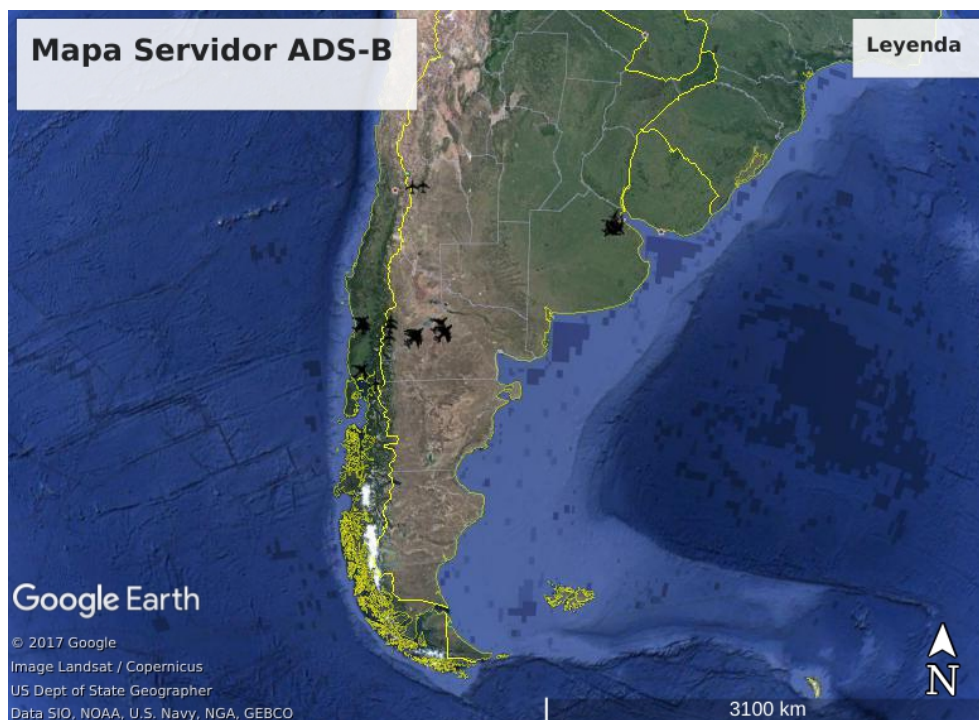 Mapa Servidor ADS-B
Leyenda
Google Earth
© 2017 Google
Image Landsat / Copernicus
US Dept of State Geographer
Data SIO, NOAA, U.S. Navy, NGA, GEBCO
N
3100 km